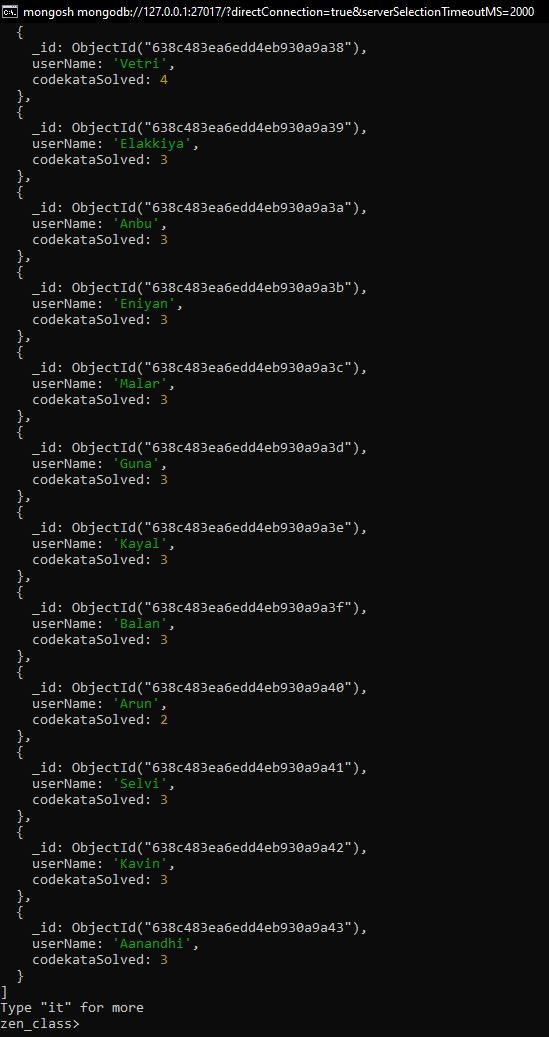 mongosh mongodb://127.0.0.1:27017/?directConnection=true&serverSelectionTimeoutMS=2000
{
_id: ObjectId("638c483ea6edd4eb930a9a38"),
userName: 'Vetri',
codekataSolved: 4
},
{
_id: ObjectId("638c483ea6edd4eb930a9a39"),
userName: 'Elakkiya',
codekataSolved: 3
},
{
_id: ObjectId("638c483ea6edd4eb930a9a3a"),
userName: 'Anbu',
codekataSolved: 3
},
{
_id: ObjectId("638c483ea6edd4eb930a9a3b"),
userName: 'Eniyan',
codekataSolved: 3
},
{
_id: ObjectId("638c483ea6edd4eb930a9a3c"),
userName: 'Malar',
codekataSolved: 3
},
{
_id: ObjectId("638c483ea6edd4eb930a9a3d"),
userName: 'Guna',
codekataSolved: 3
},
{
_id: ObjectId("638c483ea6edd4eb930a9a3e"),
userName: 'Kayal',
codekataSolved: 3
},
{
_id: ObjectId("638c483ea6edd4eb930a9a3f"),
userName: 'Balan',
codekataSolved: 3
},
{
_id: ObjectId("638c483ea6edd4eb930a9a40"),
userName: 'Arun',
codekataSolved: 2
},
{
_id: ObjectId("638c483ea6edd4eb930a9a41"),
userName: 'Selvi',
codekataSolved: 3
},
{
_id: ObjectId("638c483ea6edd4eb930a9a42"),
userName: 'Kavin',
codekataSolved: 3
},
{
_id: ObjectId("638c483ea6edd4eb930a9a43"),
userName: 'Aanandhi',
codekataSolved: 3
}
]
Type "it" for more
zen_class>